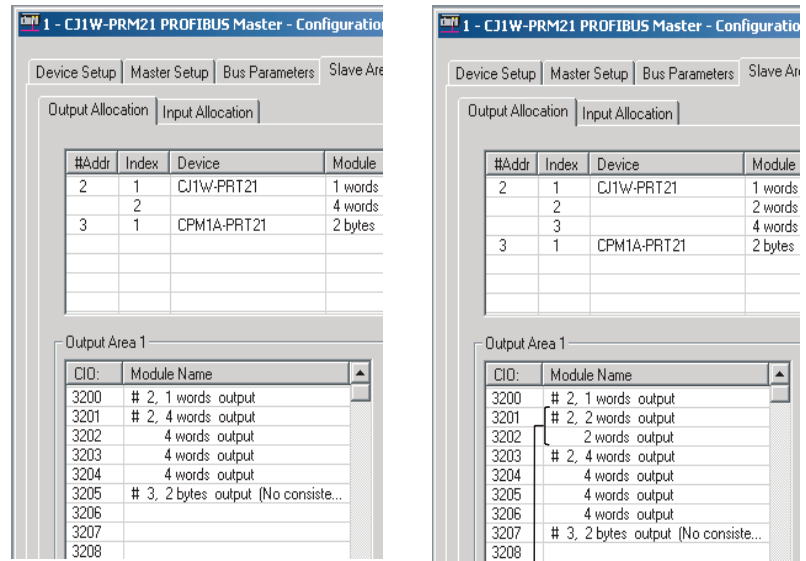 1 - CJ1W-PRM21 PROFIBUS Master - Configuratio
Device Setup Master Setup Bus Parameters Slave Are
Output Allocation Input Allocation
#Addr Index Device Module
2 1 CJ1W-PRT21 1 words
2 4 words
3 1 CPM1A-PRT21 2 bytes
Output Area 1
CIO: Module Name
3200 # 2, 1 words output
3201 # 2, 4 words output
3202 4 words output
3203 4 words output
3204 4 words output
3205 # 3, 2 bytes output (No consiste...
3206
3207
3208
1 - CJ1W-PRM21 PROFIBUS Master - Configuratio
Device Setup Master Setup Bus Parameters Slave Are
Output Allocation Input Allocation
#Addr Index Device Module
2 1 CJ1W-PRT21 1 words
2 2 words
3 4 words
3 1 CPM1A-PRT21 2 bytes
Output Area 1
CIO: Module Name
3200 # 2, 1 words output
3201 # 2, 2 words output
3202 2 words output
3203 # 2, 4 words output
3204 4 words output
3205 4 words output
3206 4 words output
3207 # 3, 2 bytes output (No consiste...
3208